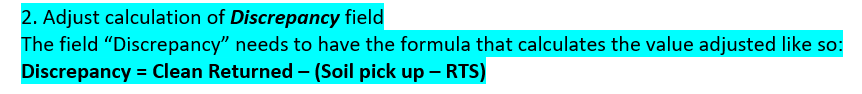 2. Adjust calculation of Discrepancy field
The field “Discrepancy” needs to have the formula that calculates the value adjusted like so:
Discrepancy = Clean Returned – (Soil pick up – RTS)